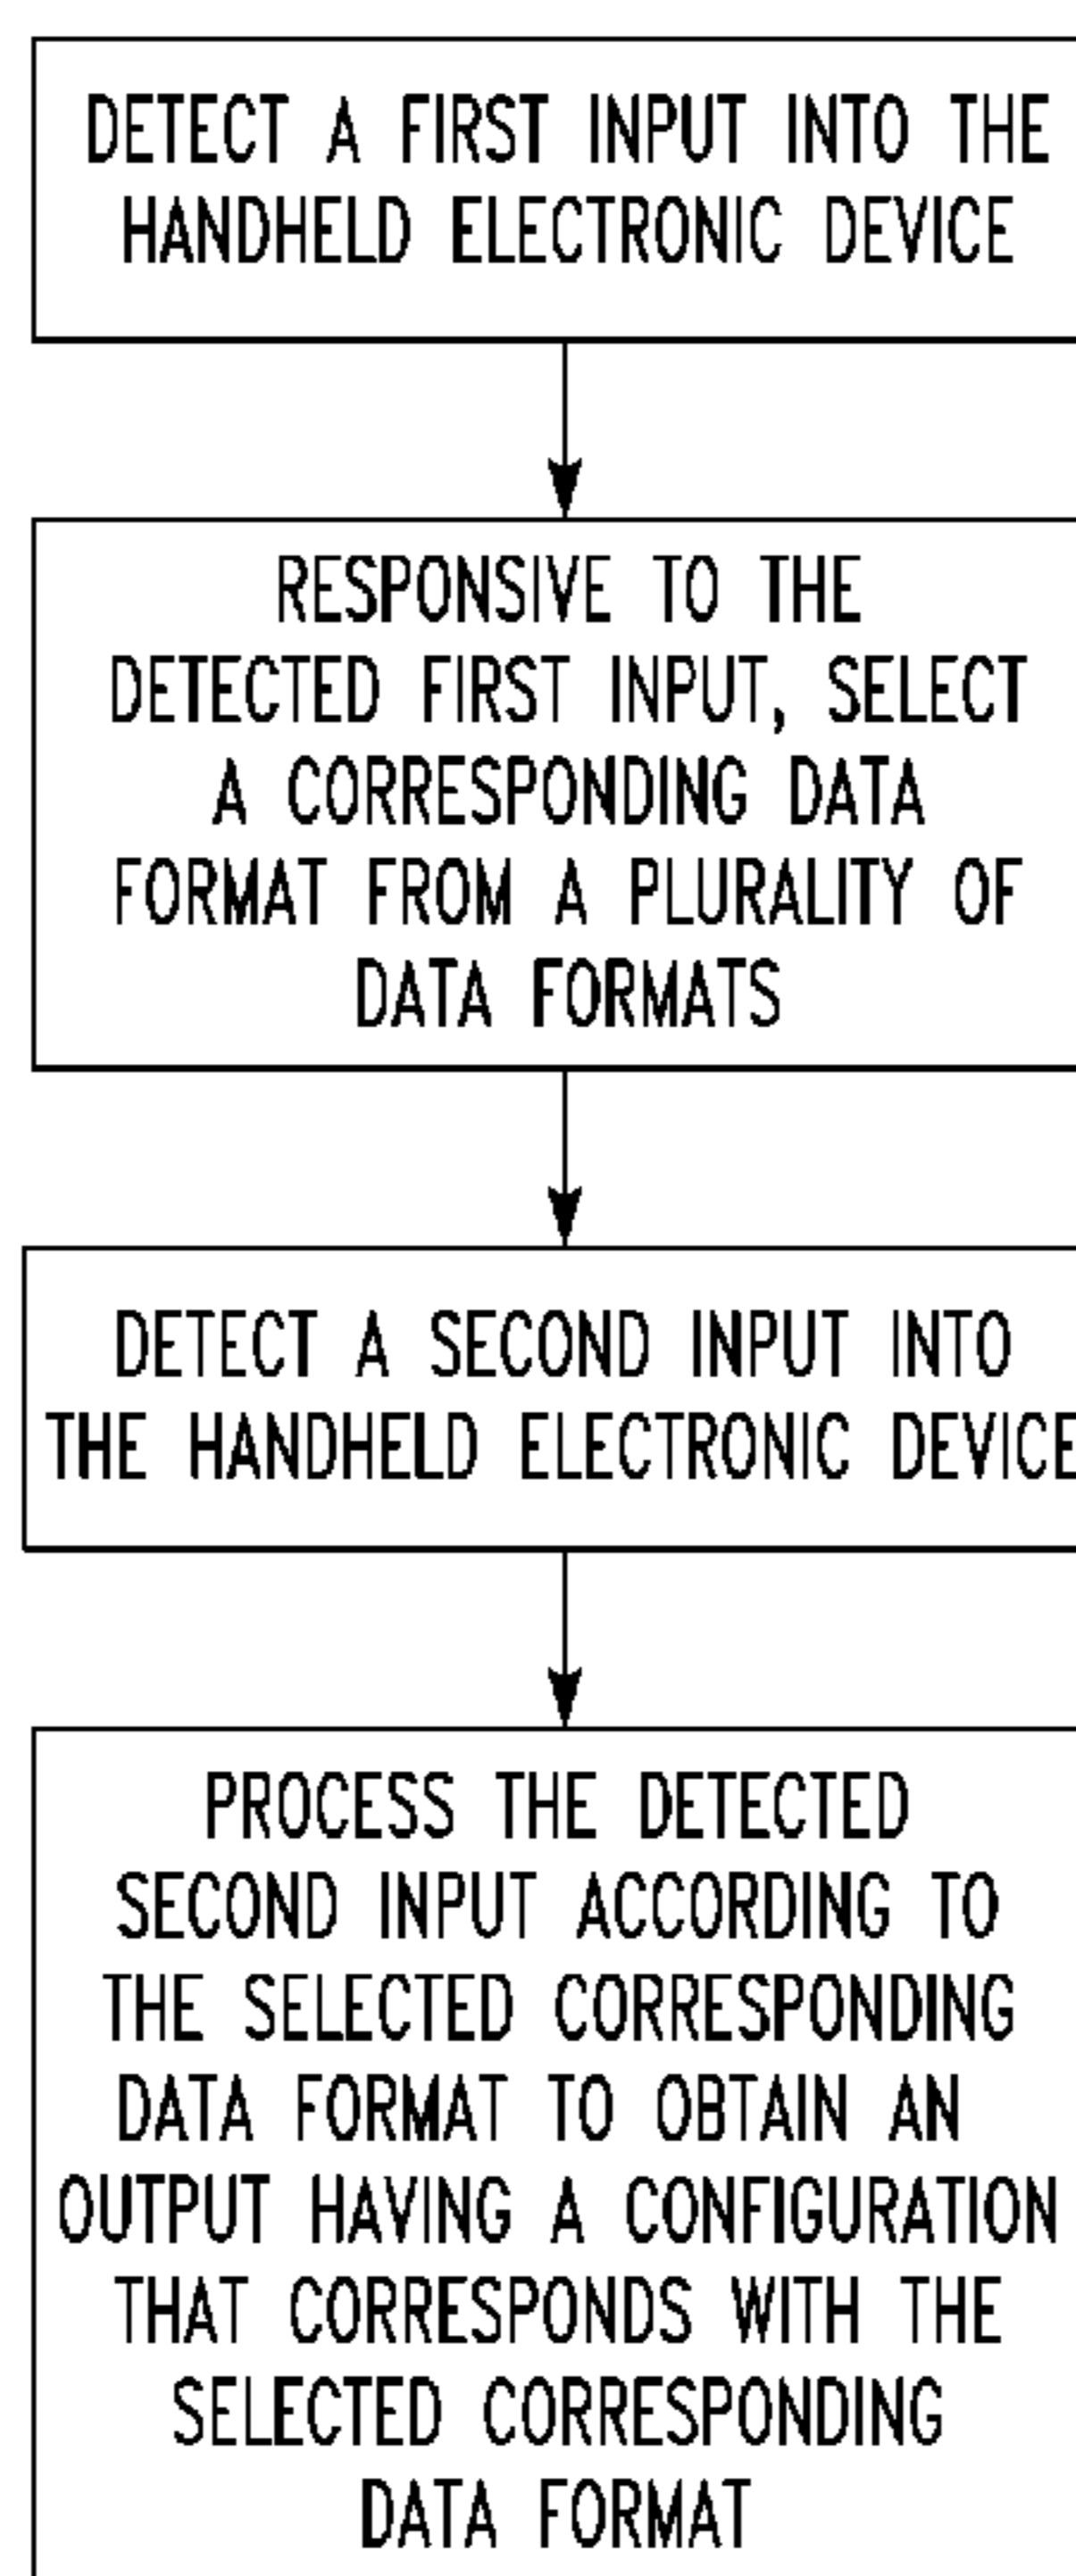 DETECT A FIRST INPUT INTO THE
HANDHELD ELECTRONIC DEVICE
RESPONSIVE TO THE
DETECTED FIRST INPUT, SELECT
A CORRESPONDING DATA
FORMAT FROM A PLURALITY OF
DATA FORMATS
DETECT A SECOND INPUT INTO
THE HANDHELD ELECTRONIC DEVICE
PROCESS THE DETECTED
SECOND INPUT ACCORDING TO
THE SELECTED CORRESPONDING
DATA FORMAT TO OBTAIN AN
OUTPUT HAVING A CONFIGURATION
THAT CORRESPONDS WITH THE
SELECTED CORRESPONDING
DATA FORMAT